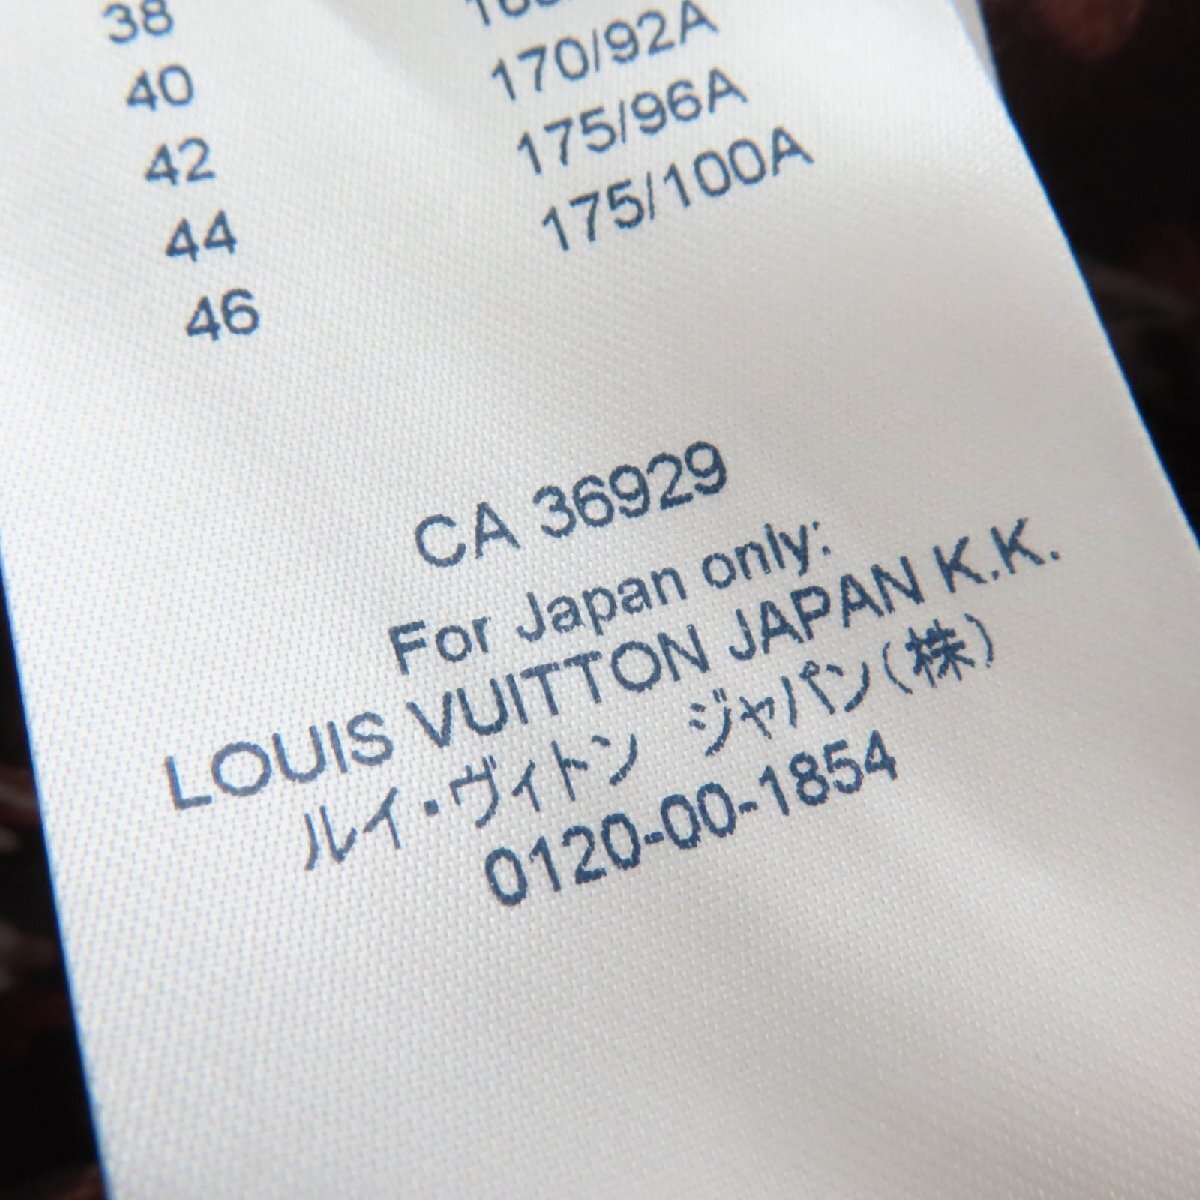 38
40 170/92A
42 175/96A
44 175/100A
46
CA 36929
For Japan only:
LOUIS VUITTON JAPAN K.K.
ルイ・ヴィトン ジャパン(株)
0120-00-1854